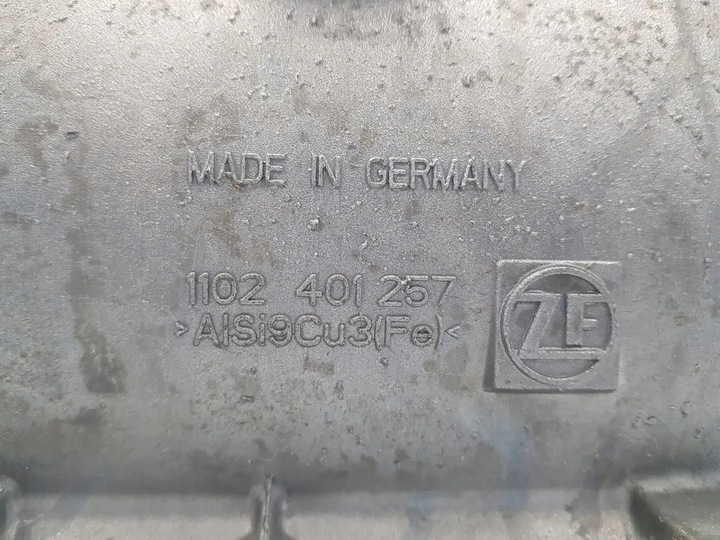 MADE IN GERMANY
1102 401 257
>AlSi9Cu3(Fe)<
ZF